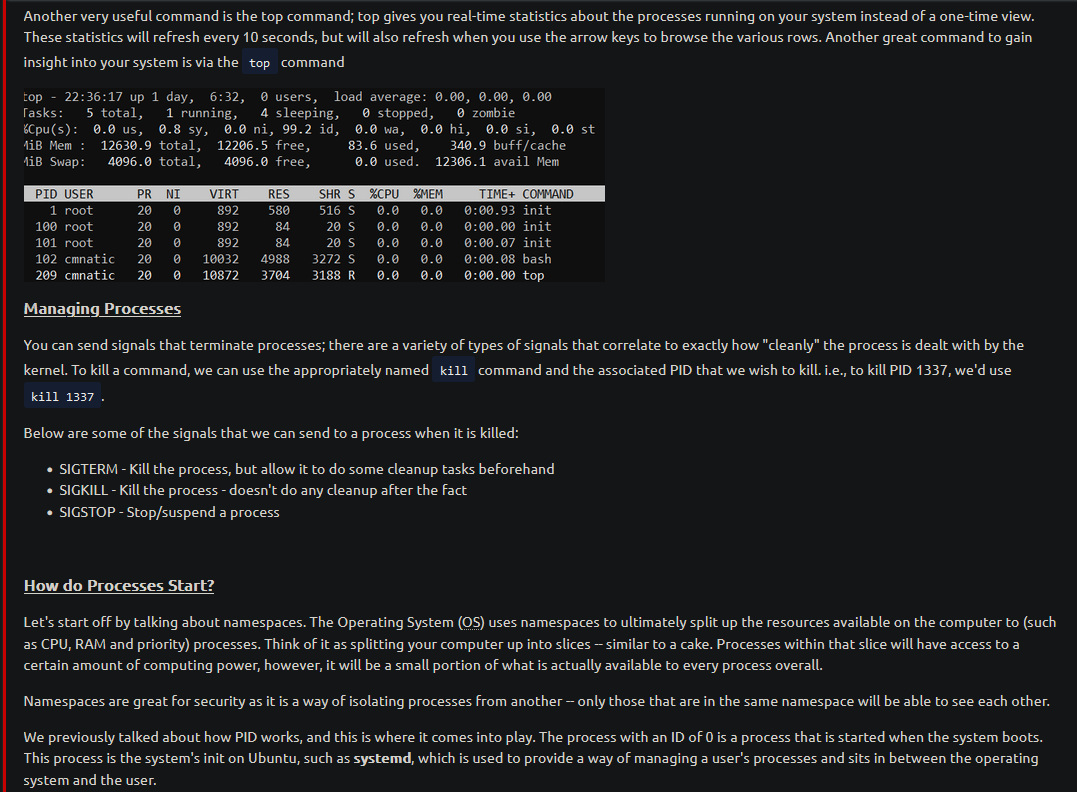 Another very useful command is the top command; top gives you real-time statistics about the processes running on your system instead of a one-time view.
These statistics will refresh every 10 seconds, but will also refresh when you use the arrow keys to browse the various rows. Another great command to gain
insight into your system is via the top command
top - 22:36:17 up 1 day,  6:32,  0 users,  load average: 0.00, 0.00, 0.00
Tasks:   5 total,   1 running,   4 sleeping,   0 stopped,   0 zombie
%Cpu(s):  0.0 us,  0.8 sy,  0.0 ni, 99.2 id,  0.0 wa,  0.0 hi,  0.0 si,  0.0 st
MiB Mem :  12630.9 total,  12206.5 free,     83.6 used,    340.9 buff/cache
MiB Swap:   4096.0 total,   4096.0 free,      0.0 used.  12306.1 avail Mem
PID USER      PR  NI    VIRT    RES    SHR S  %CPU  %MEM     TIME+ COMMAND
1 root      20   0     892    580    516 S   0.0   0.0   0:00.93 init
100 root      20   0     892     84     20 S   0.0   0.0   0:00.00 init
101 root      20   0     892     84     20 S   0.0   0.0   0:00.07 init
102 cmnatic   20   0   10032   4988   3272 S   0.0   0.0   0:00.08 bash
209 cmnatic   20   0   10872   3704   3188 R   0.0   0.0   0:00.00 top
Managing Processes
You can send signals that terminate processes; there are a variety of types of signals that correlate to exactly how "cleanly" the process is dealt with by the
kernel. To kill a command, we can use the appropriately named kill command and the associated PID that we wish to kill. i.e., to kill PID 1337, we'd use
kill 1337 .
Below are some of the signals that we can send to a process when it is killed:
• SIGTERM - Kill the process, but allow it to do some cleanup tasks beforehand
• SIGKILL - Kill the process - doesn't do any cleanup after the fact
• SIGSTOP - Stop/suspend a process
How do Processes Start?
Let's start off by talking about namespaces. The Operating System (OS) uses namespaces to ultimately split up the resources available on the computer to (such
as CPU, RAM and priority) processes. Think of it as splitting your computer up into slices -- similar to a cake. Processes within that slice will have access to a
certain amount of computing power, however, it will be a small portion of what is actually available to every process overall.
Namespaces are great for security as it is a way of isolating processes from another -- only those that are in the same namespace will be able to see each other.
We previously talked about how PID works, and this is where it comes into play. The process with an ID of 0 is a process that is started when the system boots.
This process is the system's init on Ubuntu, such as systemd, which is used to provide a way of managing a user's processes and sits in between the operating
system and the user.